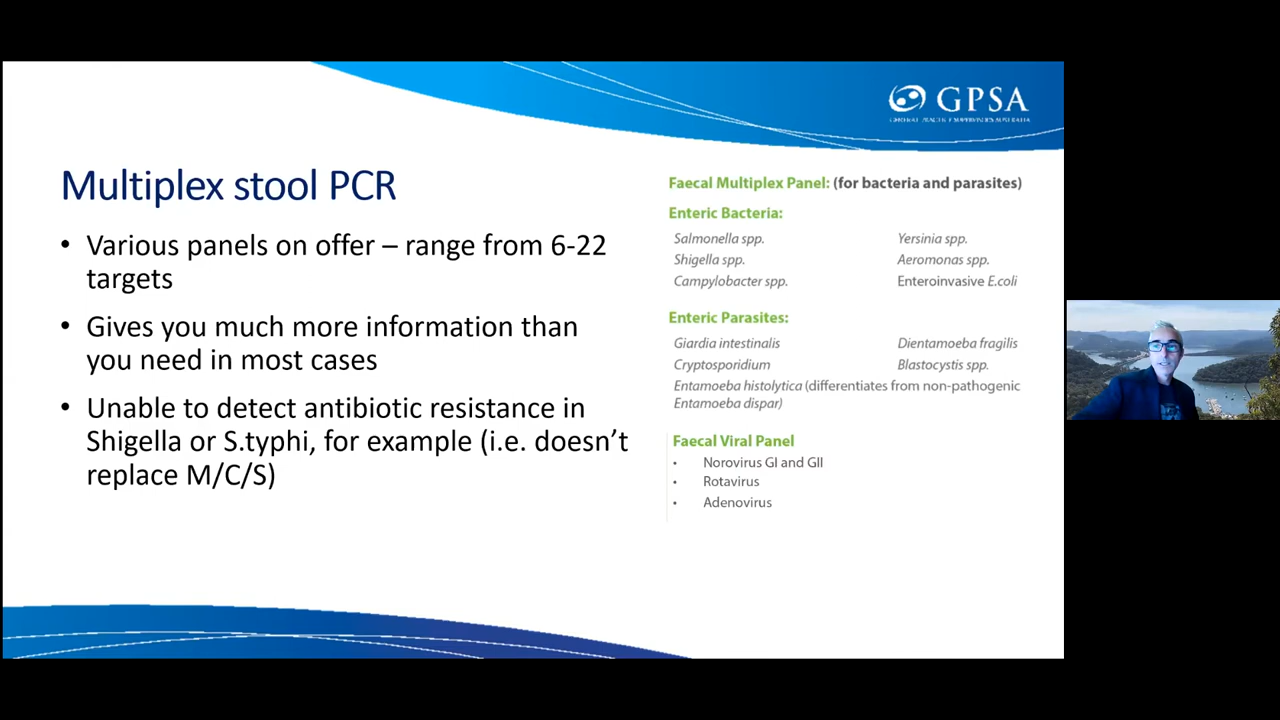 GPSA
Multiplex stool PCR
• Various panels on offer – range from 6-22
targets
• Gives you much more information than
you need in most cases
• Unable to detect antibiotic resistance in
Shigella or S.typhi, for example (i.e. doesn’t
replace M/C/S)
Faecal Multiplex Panel: (for bacteria and parasites)
Enteric Bacteria:
Salmonella spp. Yersinia spp.
Shigella spp. Aeromonas spp.
Campylobacter spp. Enteroinvasive E.coli
Enteric Parasites:
Giardia intestinalis Dientamoeba fragilis
Cryptosporidium Blastocystis spp.
Entamoeba histolytica (differentiates from non-pathogenic
Entamoeba dispar)
Faecal Viral Panel
• Norovirus GI and GII
• Rotavirus
• Adenovirus